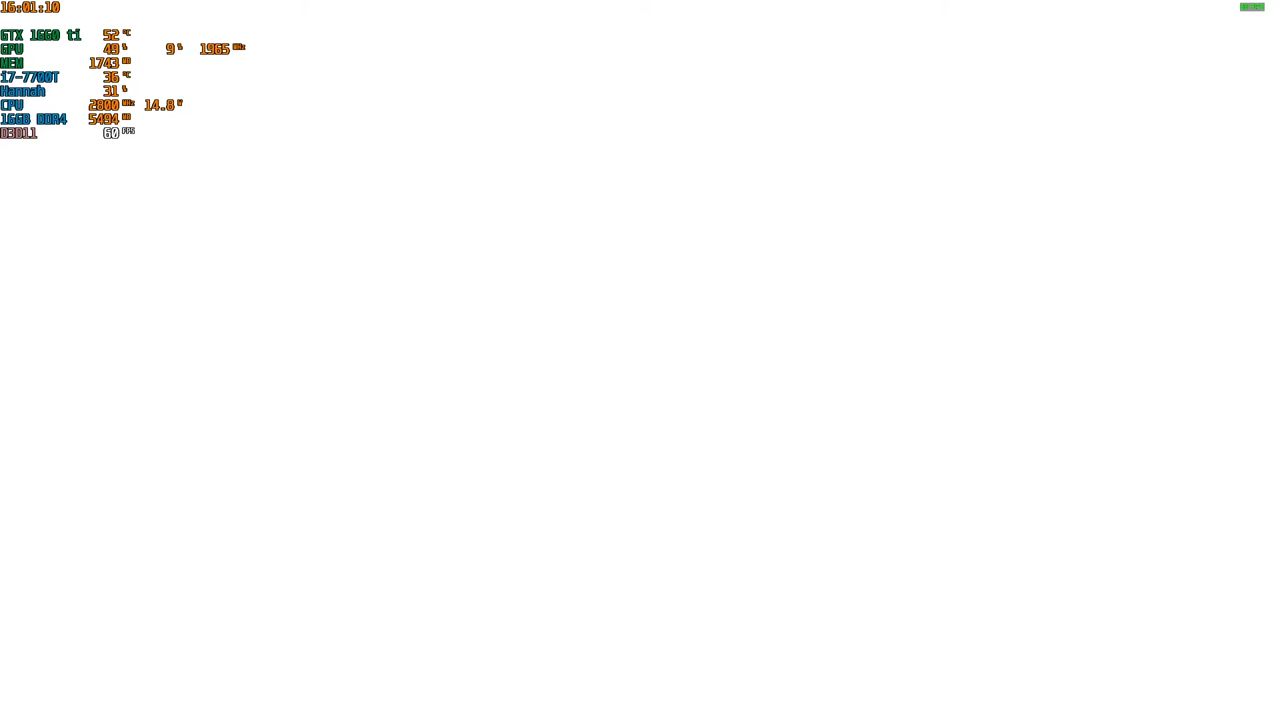 16:01:10
GTX 1660 ti 52 °C
GPU 49 % 9 % 1965 MHz
MEM 1743 MB
i7-7700T 36 °C
Hannah 31 %
CPU 2800 MHz 14.8 W
16GB DDR4 5494 MB
D3D11 60 FPS